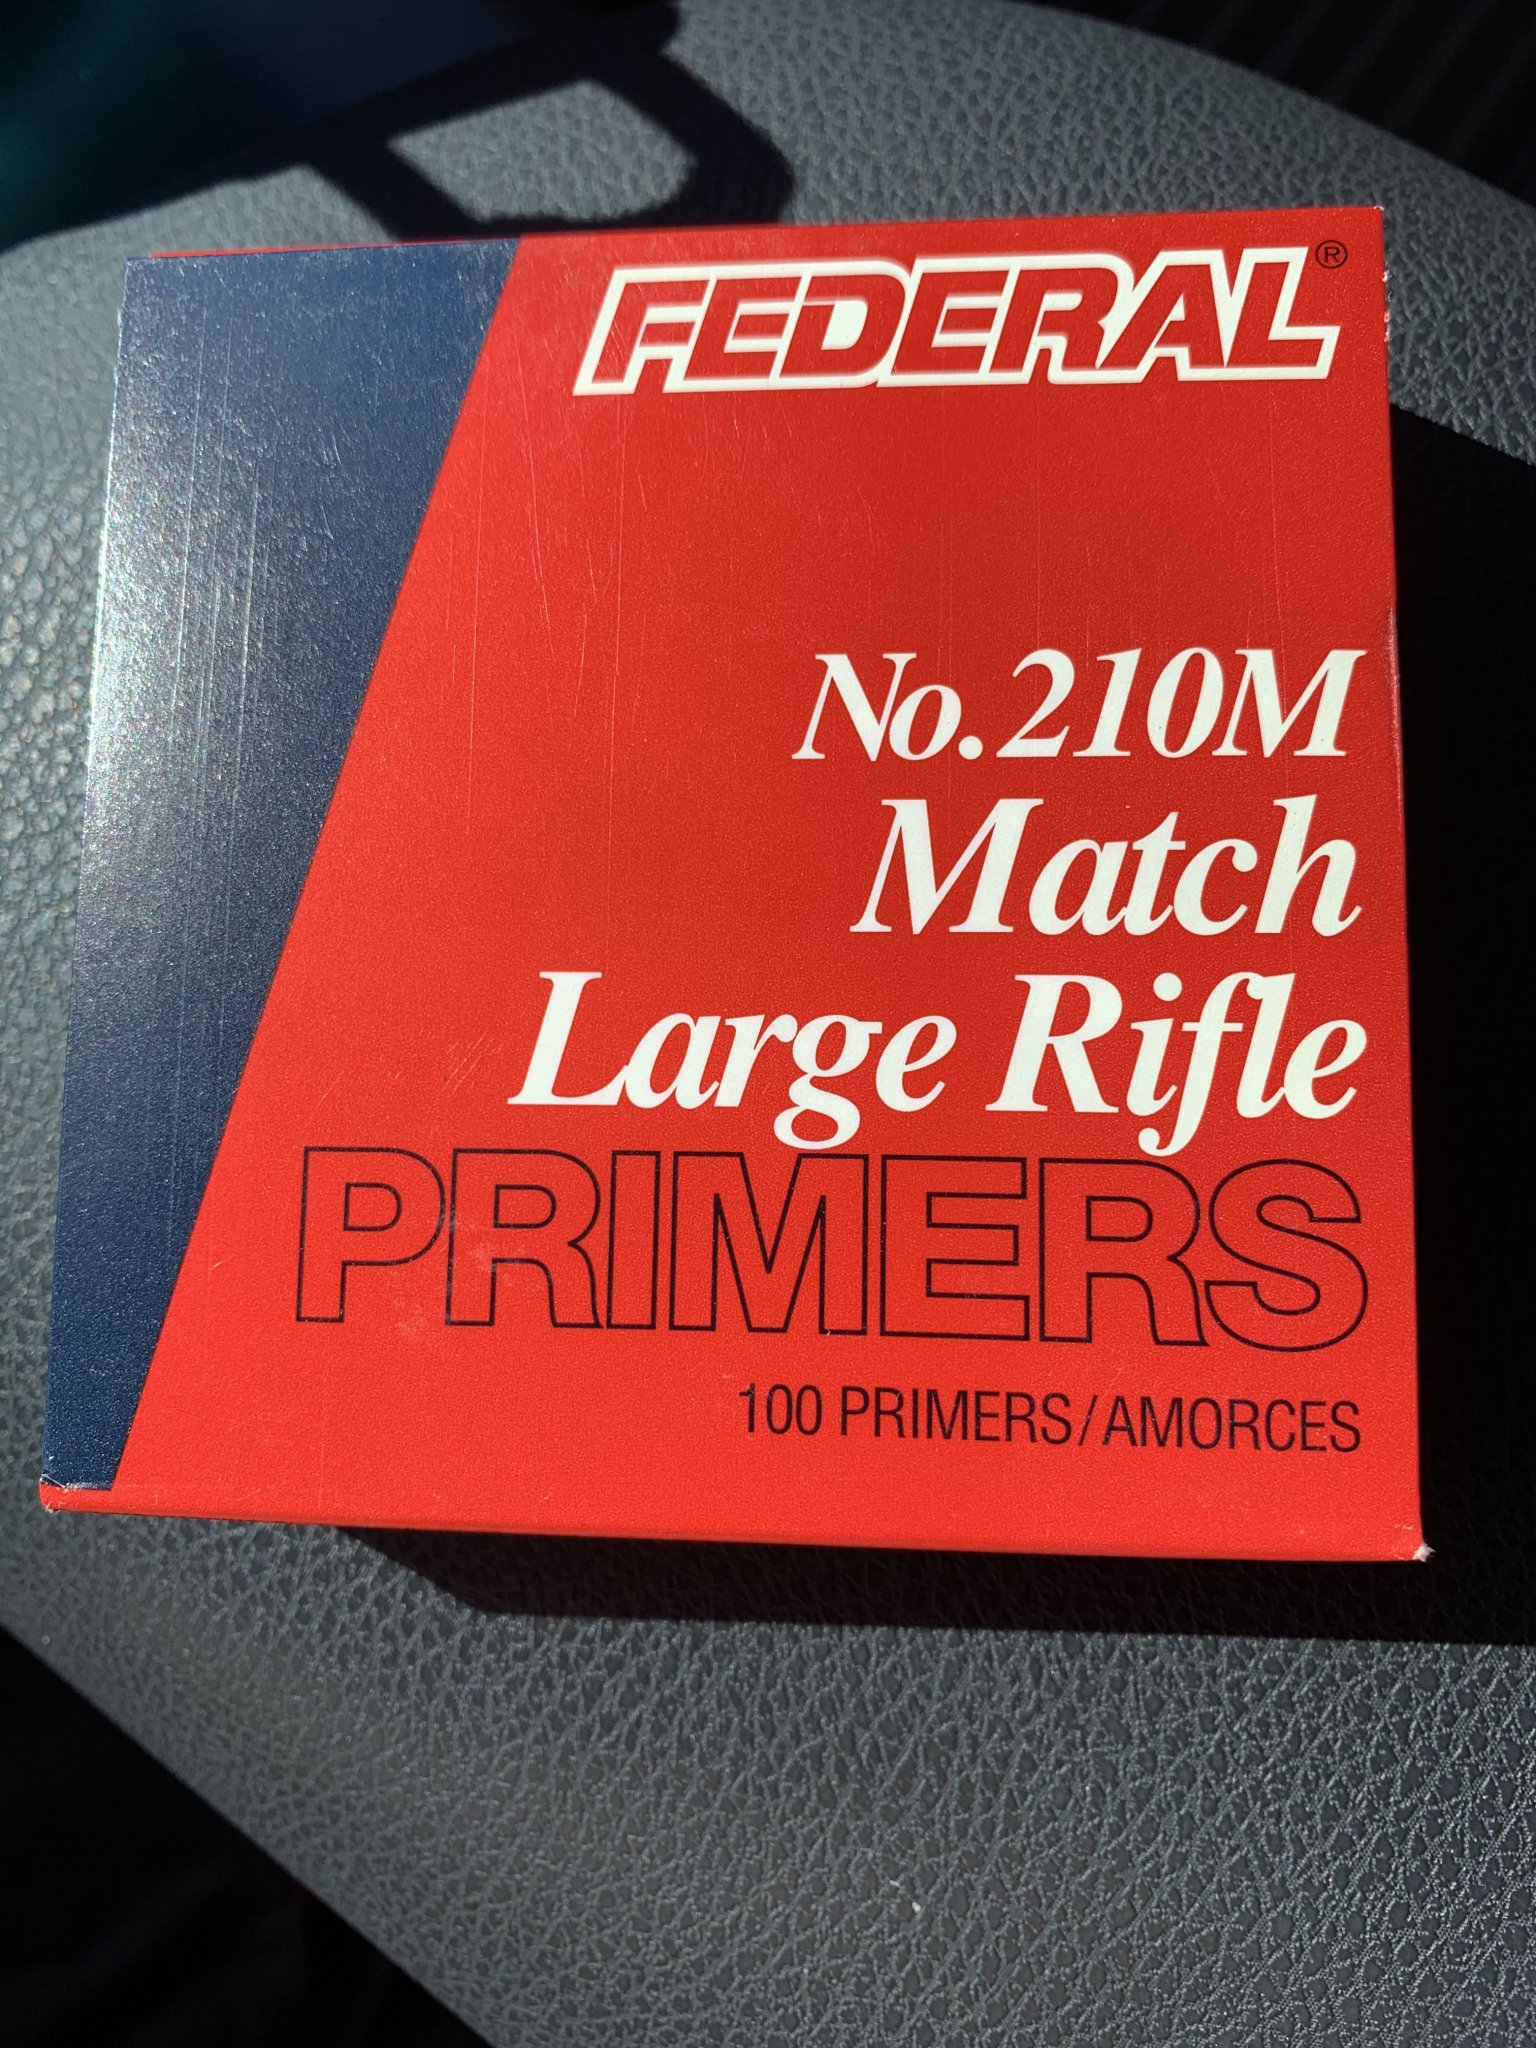 FEDERAL®
No. 210M
Match
Large Rifle
PRIMERS
100 PRIMERS/AMORCES